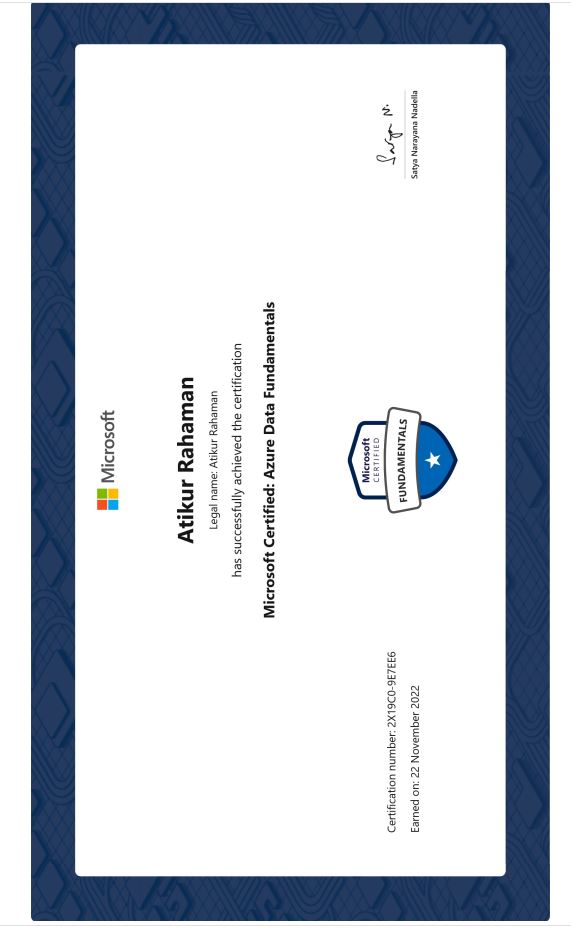 Microsoft
Atikur Rahaman
Legal name: Atikur Rahaman
has successfully achieved the certification
Microsoft Certified: Azure Data Fundamentals
Microsoft
CERTIFIED
FUNDAMENTALS
Certification number: 2X19C0-9E7EE6
Earned on: 22 November 2022
Satya N.
Satya Narayana Nadella